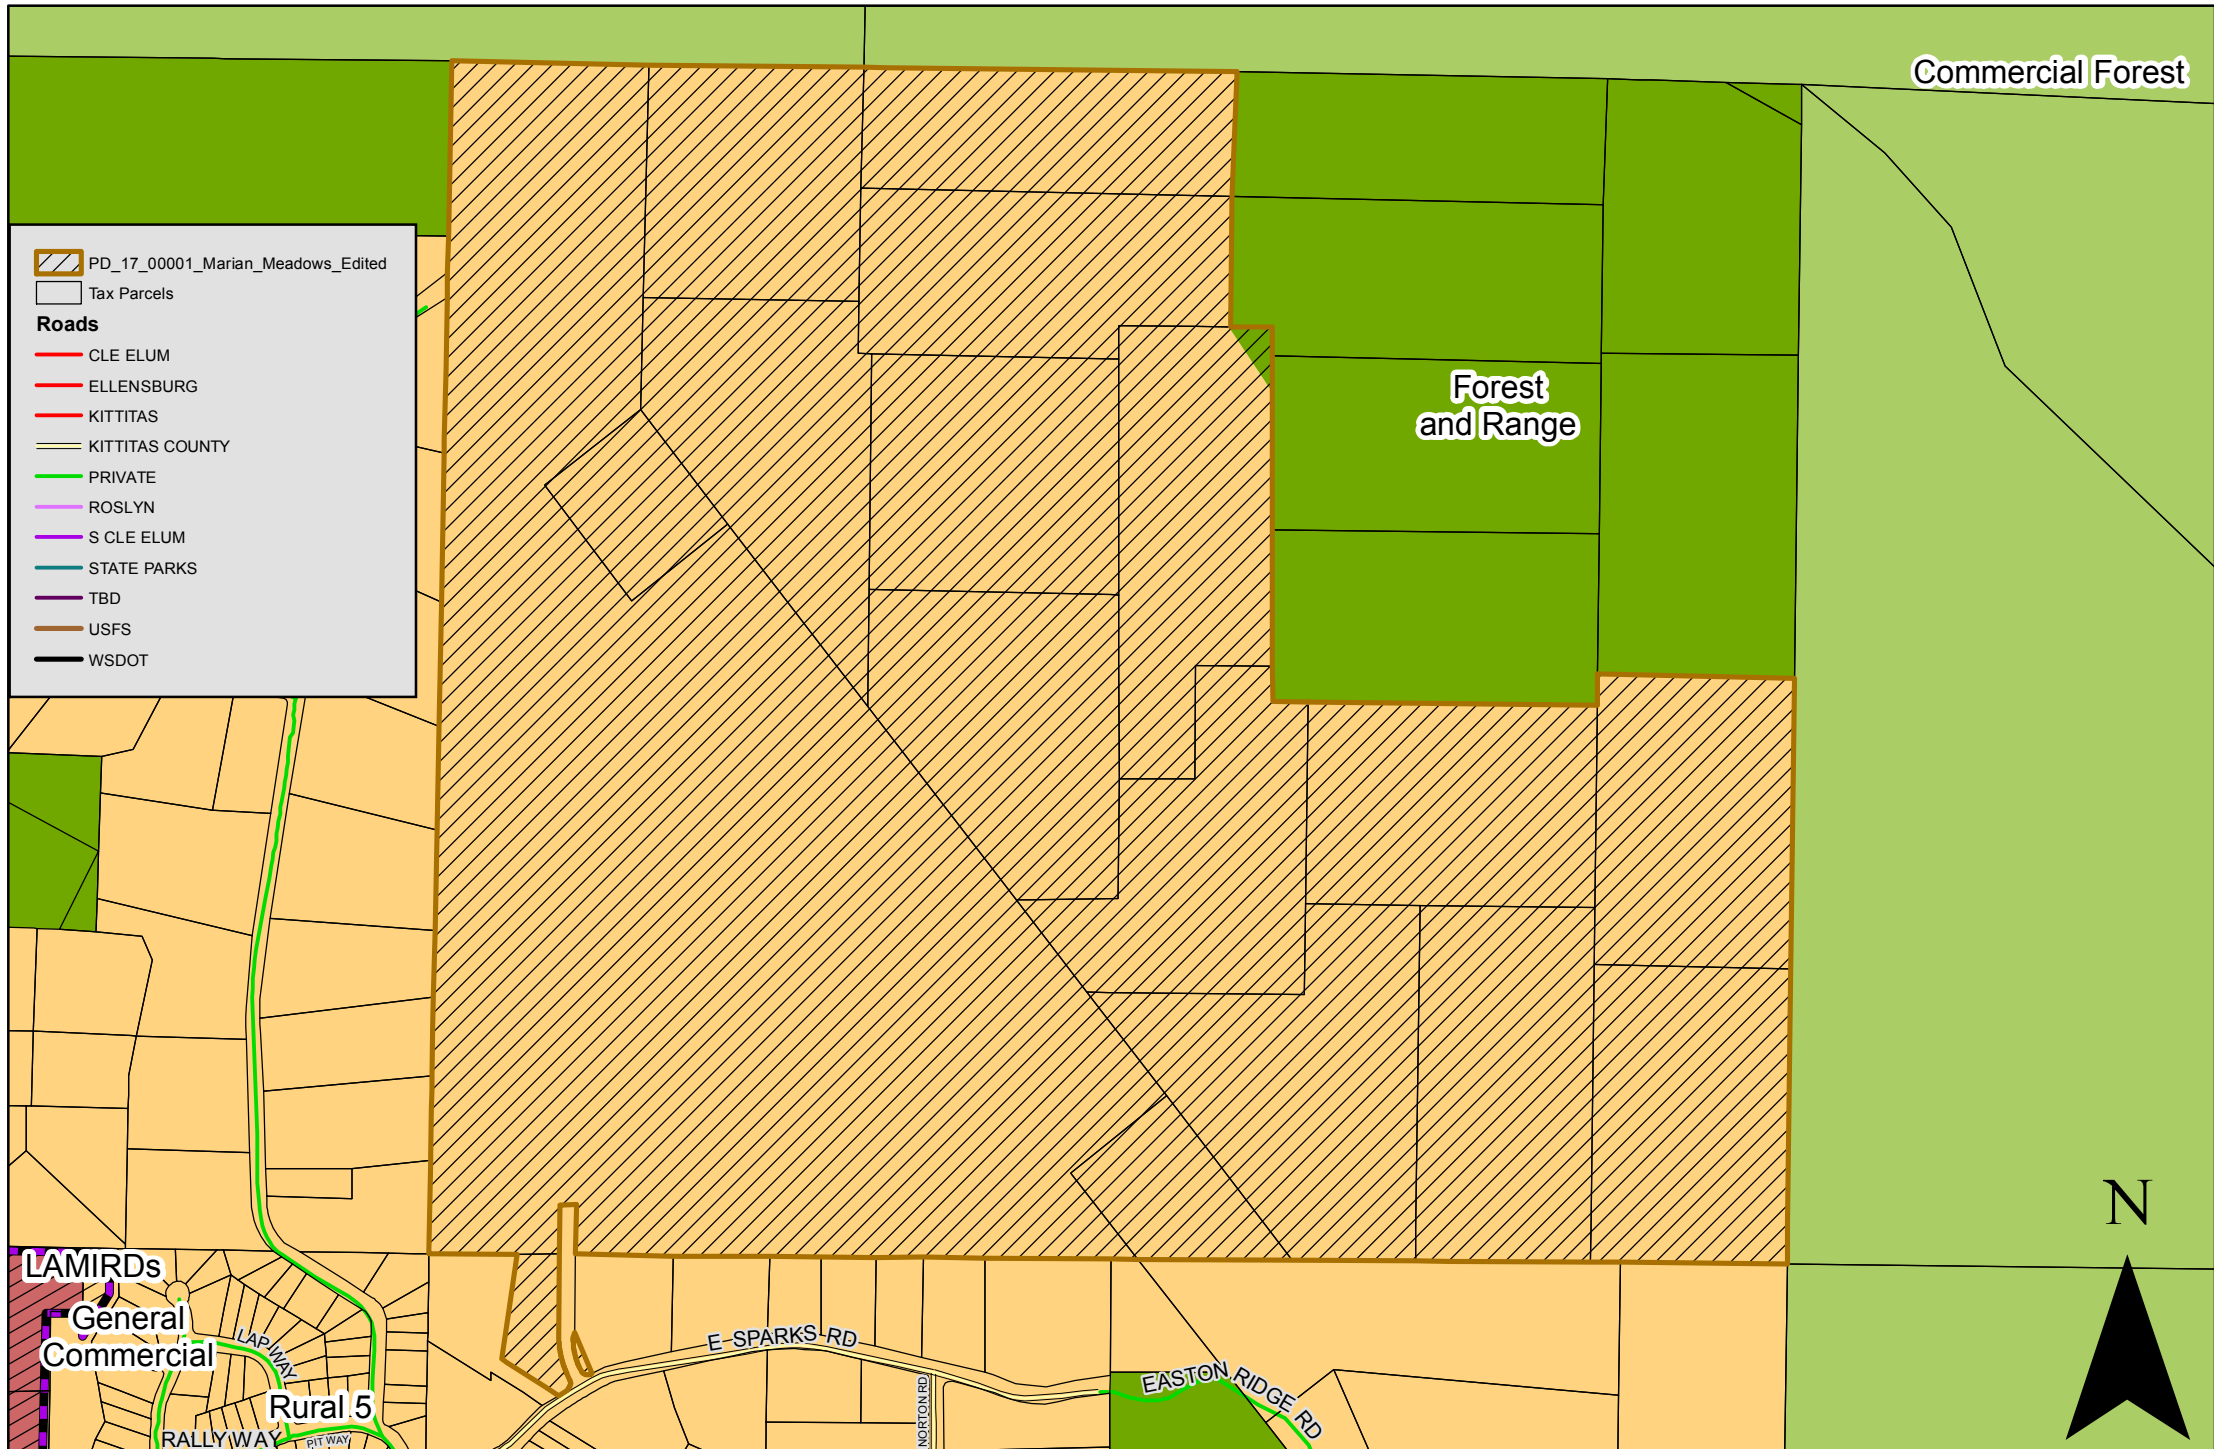 Commercial Forest
PD_17_00001_Marian_Meadows_Edited
Tax Parcels
Roads
CLE ELUM
ELLENSBURG
KITTITAS
KITTITAS COUNTY
PRIVATE
ROSLYN
S CLE ELUM
STATE PARKS
TBD
USFS
WSDOT
Forest
and Range
N
LAMIRDs
General
Commercial
LAP WAY
Rural 5
RALLY WAY
PIT WAY
E SPARKS RD
NORTON RD
EASTON RIDGE RD